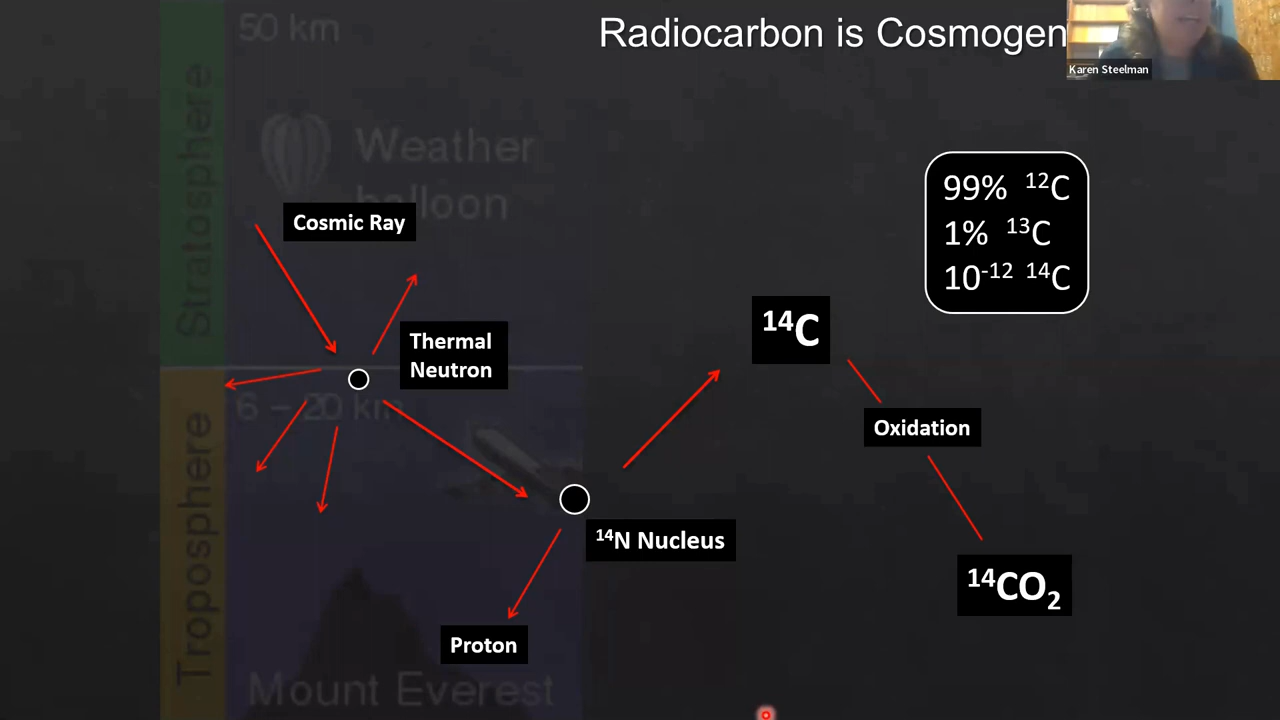 50 km
Radiocarbon is Cosmogen
Karen Steelman
Stratosphere
Weather
balloon
Cosmic Ray
99% ¹²C
1% ¹³C
10⁻¹² ¹⁴C
Thermal
Neutron
¹⁴C
6 – 20 km
Troposphere
Oxidation
¹⁴N Nucleus
¹⁴CO₂
Proton
Mount Everest